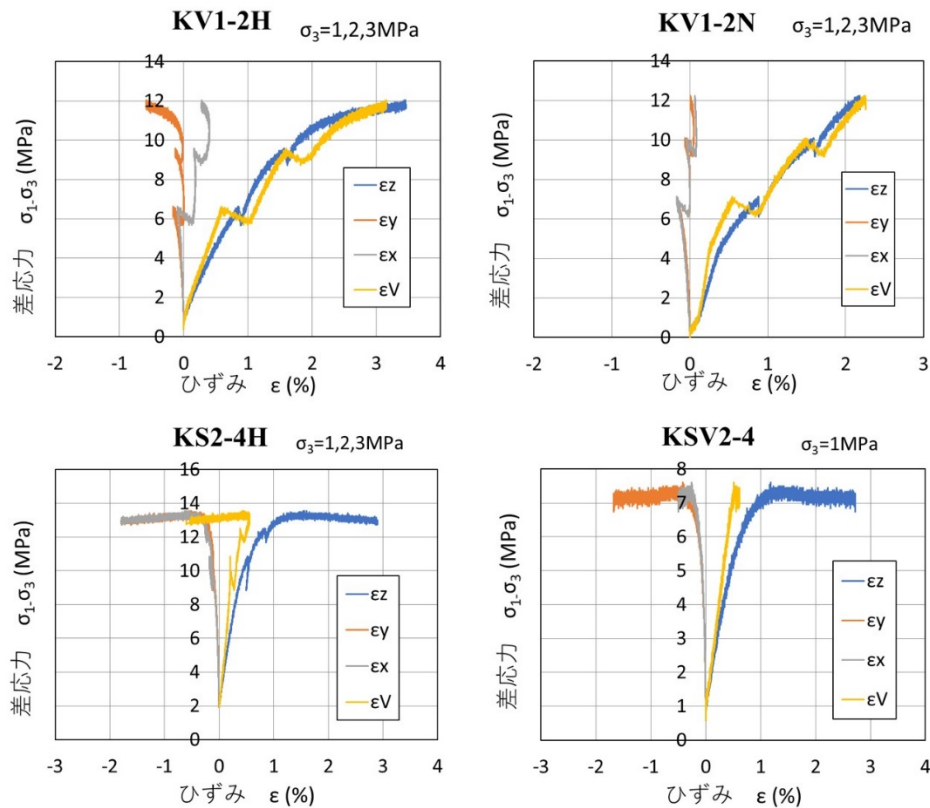 KV1-2H σ₃=1,2,3MPa
差応力 σ₁-σ₃ (MPa)
14
12
10
8
6
4
2
0
εz
εy
εx
εV
-2 -1 0 1 2 3 4
ひずみ ε (%)
KV1-2N σ₃=1,2,3MPa
差応力 σ₁-σ₃ (MPa)
14
12
10
8
6
4
2
0
εz
εy
εx
εV
-2 -1 0 1 2 3
ひずみ ε (%)
KS2-4H σ₃=1,2,3MPa
差応力 σ₁-σ₃ (MPa)
16
14
12
10
8
6
4
2
0
εz
εy
εx
εV
-3 -2 -1 0 1 2 3 4
ひずみ ε (%)
KSV2-4 σ₃=1MPa
差応力 σ₁-σ₃ (MPa)
8
7
6
5
4
3
2
1
0
εz
εy
εx
εV
-3 -2 -1 0 1 2 3 4
ひずみ ε (%)